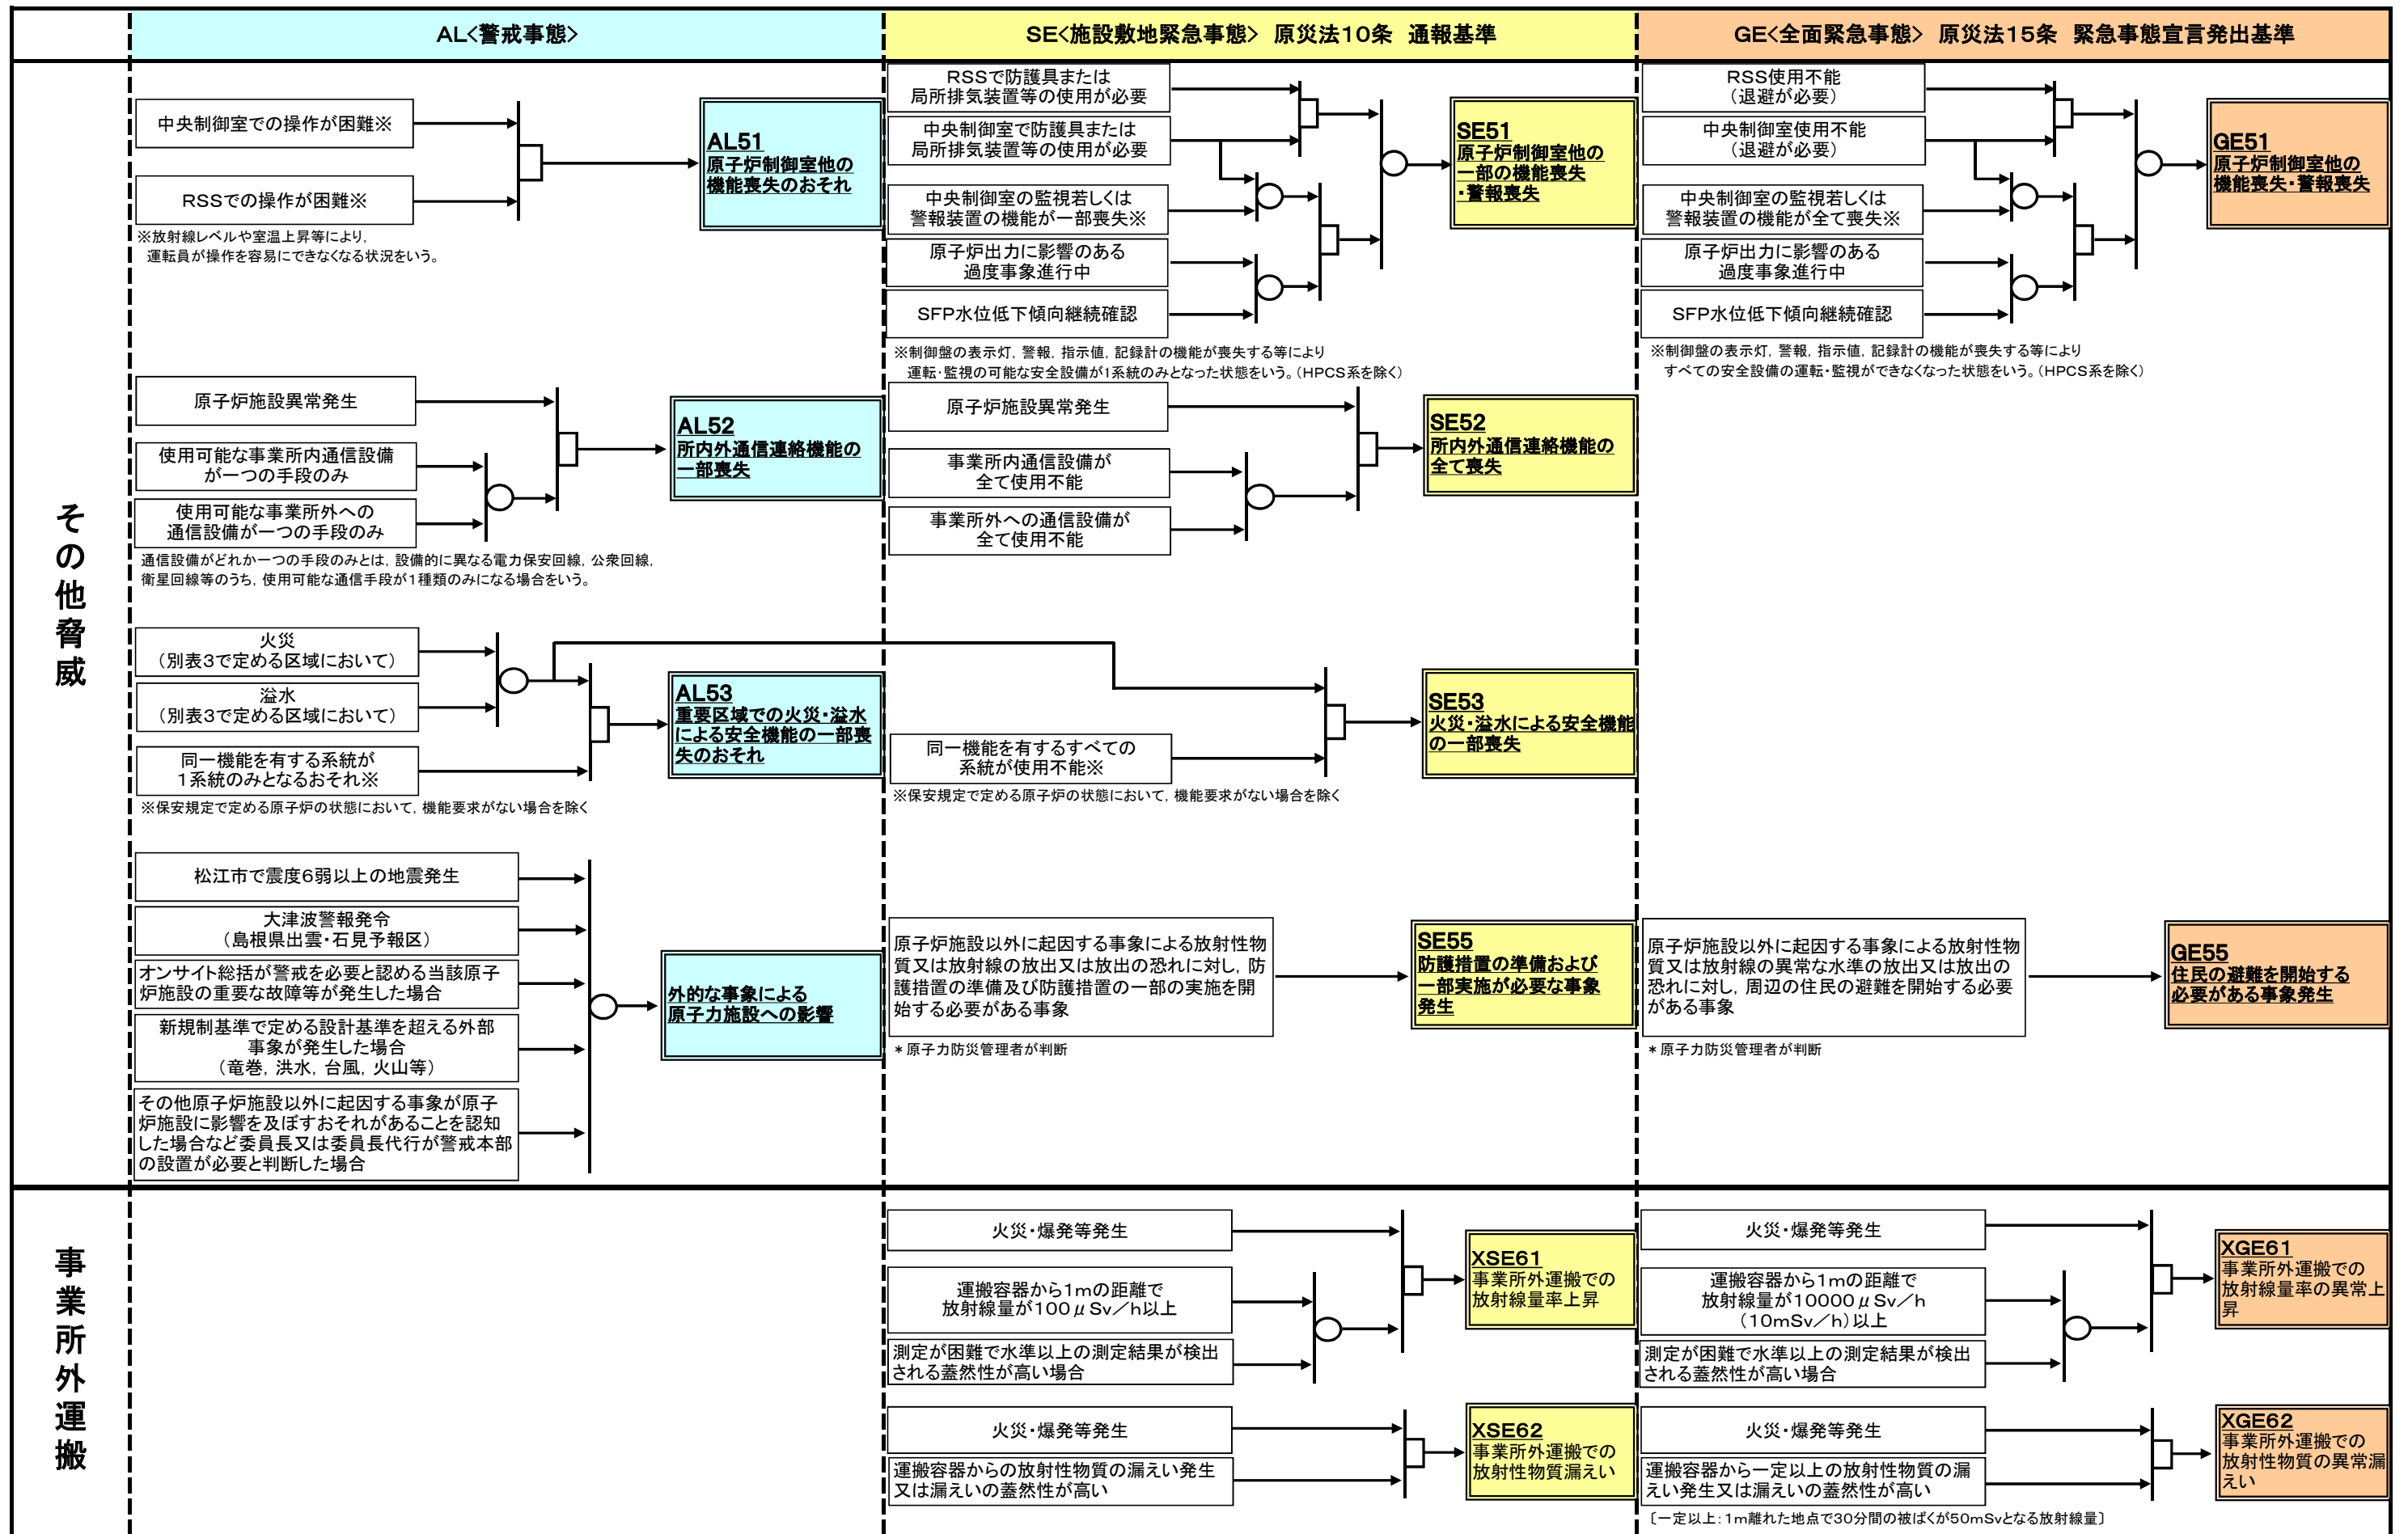 AL<警戒事態>
SE<施設敷地緊急事態> 原災法10条 通報基準
GE<全面緊急事態> 原災法15条 緊急事態宣言発出基準
その他脅威
中央制御室での操作が困難※
RSSでの操作が困難※
※放射線レベルや室温上昇等により,
運転員が操作を容易にできなくなる状況をいう。
AL51
原子炉制御室他の
機能喪失のおそれ
RSSで防護具または
局所排気装置等の使用が必要
中央制御室で防護具または
局所排気装置等の使用が必要
中央制御室の監視若しくは
警報装置の機能が一部喪失※
原子炉出力に影響のある
過度事象進行中
SFP水位低下傾向継続確認
※制御盤の表示灯, 警報, 指示値, 記録計の機能が喪失する等により
運転・監視の可能な安全設備が1系統のみとなった状態をいう。(HPCS系を除く)
SE51
原子炉制御室他の
一部の機能喪失
・警報喪失
RSS使用不能
(退避が必要)
中央制御室使用不能
(退避が必要)
中央制御室の監視若しくは
警報装置の機能が全て喪失※
原子炉出力に影響のある
過度事象進行中
SFP水位低下傾向継続確認
※制御盤の表示灯, 警報, 指示値, 記録計の機能が喪失する等により
すべての安全設備の運転・監視ができなくなった状態をいう。(HPCS系を除く)
GE51
原子炉制御室他の
機能喪失・警報喪失
原子炉施設異常発生
使用可能な事業所内通信設備
が一つの手段のみ
使用可能な事業所外への
通信設備が一つの手段のみ
通信設備がどれか一つの手段のみとは, 設備的に異なる電力保安回線, 公衆回線,
衛星回線等のうち, 使用可能な通信手段が1種類のみになる場合をいう。
AL52
所内外通信連絡機能の
一部喪失
原子炉施設異常発生
事業所内通信設備が
全て使用不能
事業所外への通信設備が
全て使用不能
SE52
所内外通信連絡機能の
全て喪失
火災
(別表3で定める区域において)
溢水
(別表3で定める区域において)
同一機能を有する系統が
1系統のみとなるおそれ※
※保安規定で定める原子炉の状態において, 機能要求がない場合を除く
AL53
重要区域での火災・溢水
による安全機能の一部喪
失のおそれ
同一機能を有するすべての
系統が使用不能※
※保安規定で定める原子炉の状態において, 機能要求がない場合を除く
SE53
火災・溢水による安全機能
の一部喪失
松江市で震度6弱以上の地震発生
大津波警報発令
(島根県出雲・石見予報区)
オンサイト総括が警戒を必要と認める当該原子
炉施設の重要な故障等が発生した場合
新規制基準で定める設計基準を超える外部
事象が発生した場合
(竜巻, 洪水, 台風, 火山等)
その他原子炉施設以外に起因する事象が原子
炉施設に影響を及ぼすおそれがあることを認知
した場合など委員長又は委員長代行が警戒本部
の設置が必要と判断した場合
外的な事象による
原子力施設への影響
原子炉施設以外に起因する事象による放射性物
質又は放射線の放出又は放出の恐れに対し, 防
護措置の準備及び防護措置の一部の実施を開
始する必要がある事象
*原子力防災管理者が判断
SE55
防護措置の準備および
一部実施が必要な事象
発生
原子炉施設以外に起因する事象による放射性物
質又は放射線の異常な水準の放出又は放出の
恐れに対し, 周辺の住民の避難を開始する必要
がある事象
*原子力防災管理者が判断
GE55
住民の避難を開始する
必要がある事象発生
事業所外運搬
火災・爆発等発生
運搬容器から1mの距離で
放射線量が100μSv/h以上
測定が困難で水準以上の測定結果が検出
される蓋然性が高い場合
XSE61
事業所外運搬での
放射線量率上昇
火災・爆発等発生
運搬容器から1mの距離で
放射線量が10000μSv/h
(10mSv/h)以上
測定が困難で水準以上の測定結果が検出
される蓋然性が高い場合
XGE61
事業所外運搬での
放射線量率の異常上
昇
火災・爆発等発生
運搬容器からの放射性物質の漏えい発生
又は漏えいの蓋然性が高い
XSE62
事業所外運搬での
放射性物質漏えい
火災・爆発等発生
運搬容器から一定以上の放射性物質の漏
えい発生又は漏えいの蓋然性が高い
〔一定以上:1m離れた地点で30分間の被ばくが50mSvとなる放射線量〕
XGE62
事業所外運搬での
放射性物質の異常漏
えい